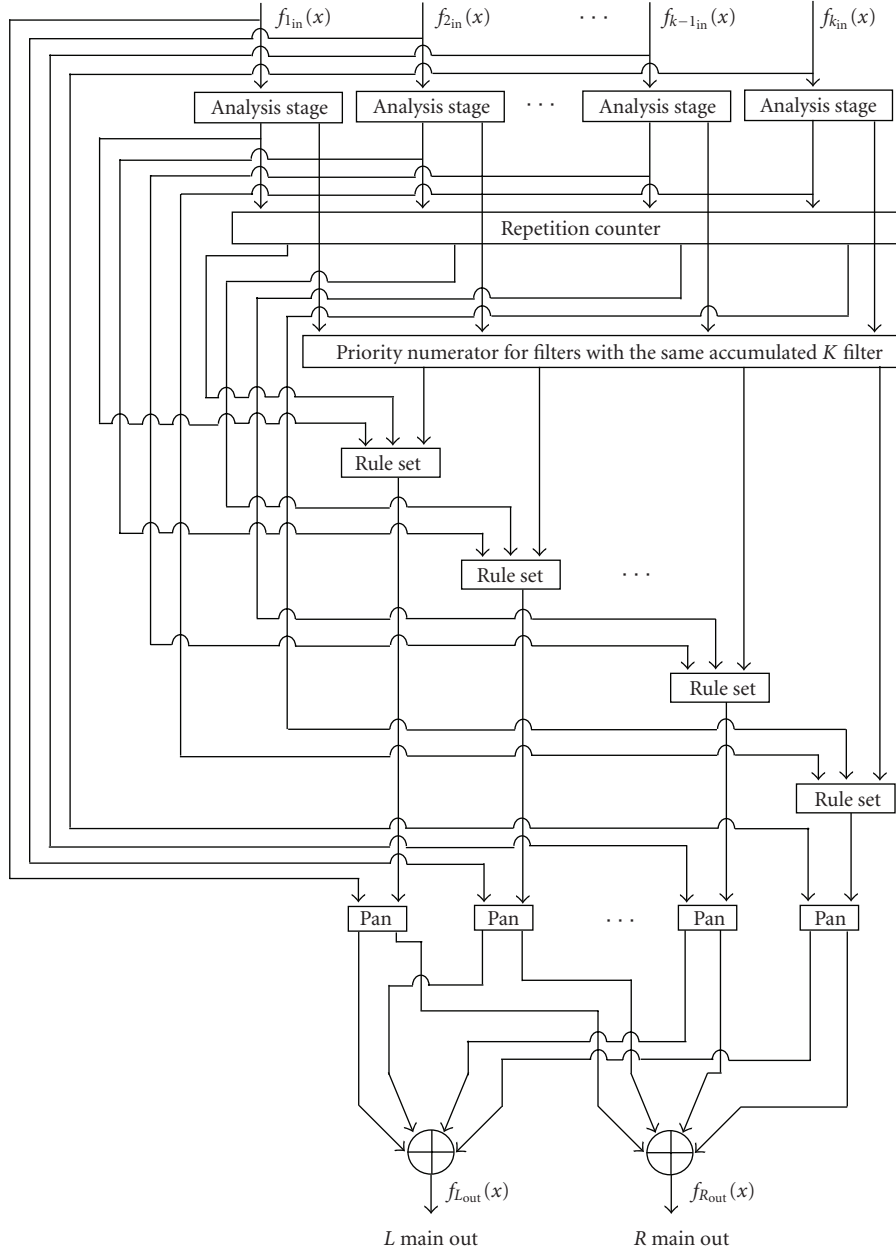 f1in(x) f2in(x) · · · fk−1in(x) fkin(x)
Analysis stage Analysis stage · · · Analysis stage Analysis stage
Repetition counter
Priority numerator for filters with the same accumulated K filter
Rule set
Rule set · · ·
Rule set
Rule set
Pan Pan · · · Pan Pan
fLout(x) fRout(x)
L main out R main out